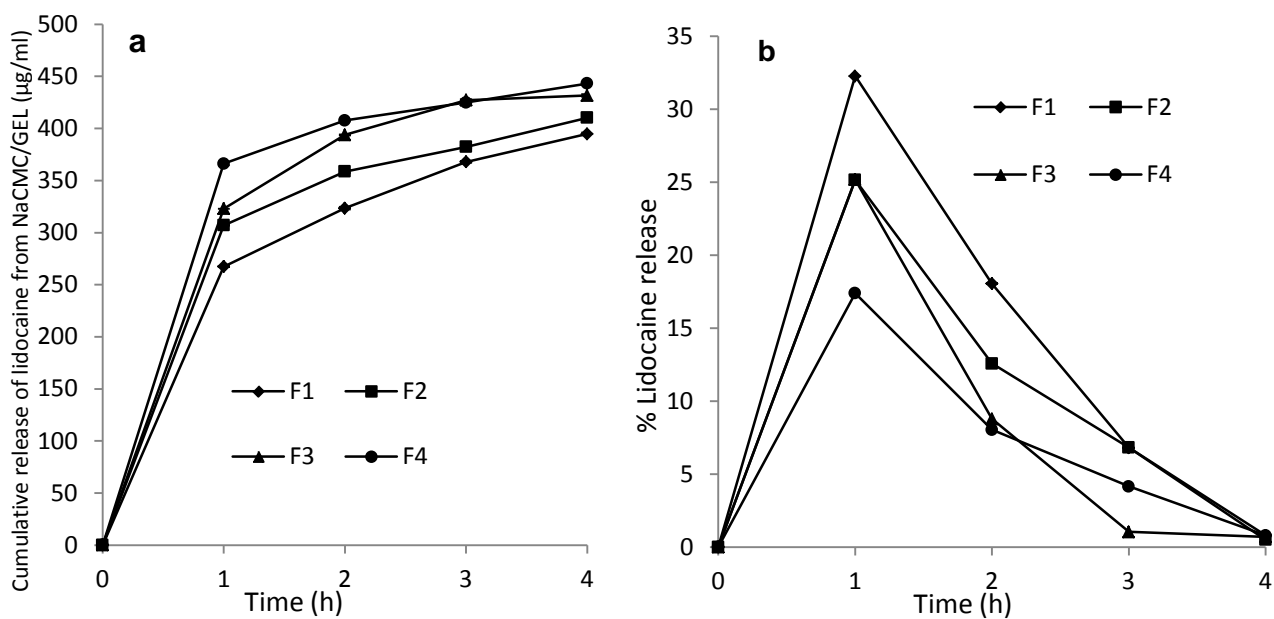 a
Cumulative release of lidocaine from NaCMC/GEL (µg/ml)
500
450
400
350
300
250
200
150
100
50
0
F1 F2
F3 F4
0 1 2 3 4
Time (h)
b
% Lidocaine release
35
30
25
20
15
10
5
0
F1 F2
F3 F4
0 1 2 3 4
Time (h)